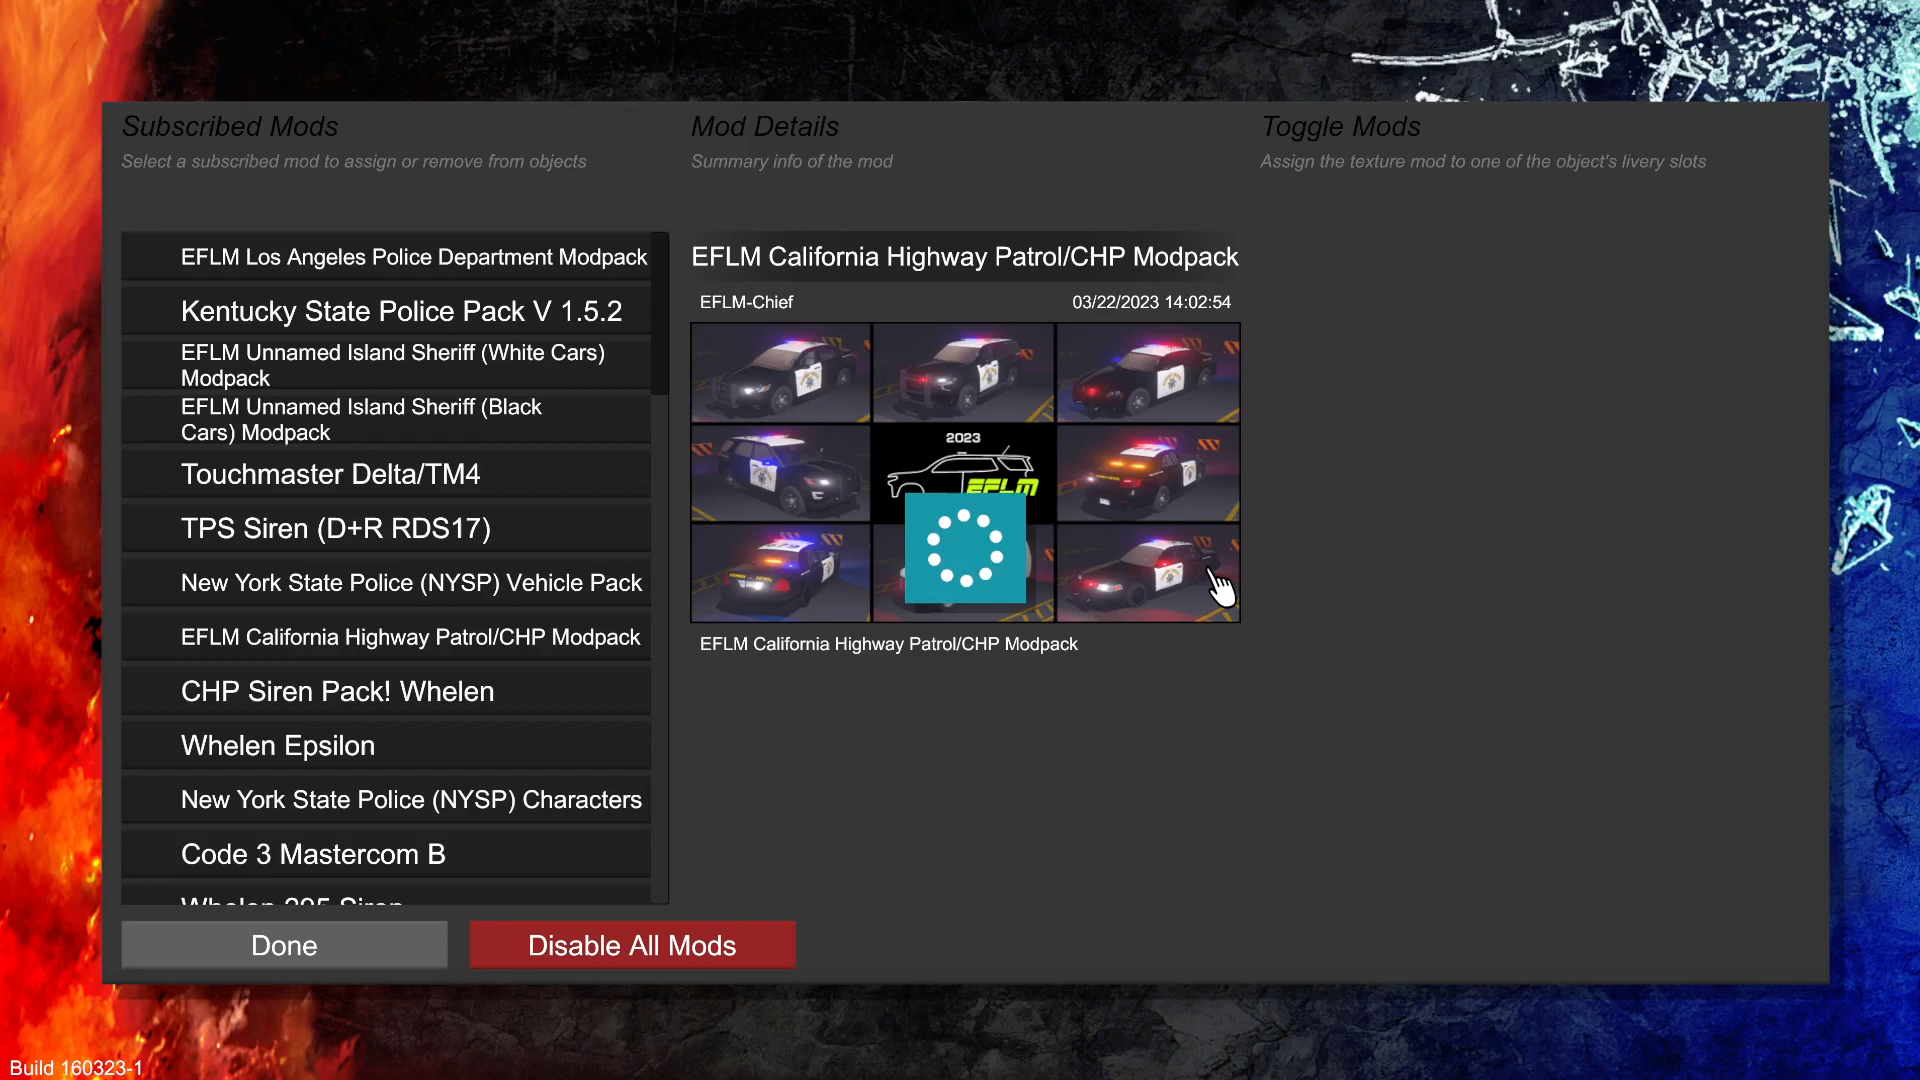 Subscribed Mods
Select a subscribed mod to assign or remove from objects
Mod Details
Summary info of the mod
Toggle Mods
Assign the texture mod to one of the object's livery slots
EFLM Los Angeles Police Department Modpack
Kentucky State Police Pack V 1.5.2
EFLM Unnamed Island Sheriff (White Cars)
Modpack
EFLM Unnamed Island Sheriff (Black
Cars) Modpack
Touchmaster Delta/TM4
TPS Siren (D+R RDS17)
New York State Police (NYSP) Vehicle Pack
EFLM California Highway Patrol/CHP Modpack
CHP Siren Pack! Whelen
Whelen Epsilon
New York State Police (NYSP) Characters
Code 3 Mastercom B
Whelen 295 Siren
EFLM California Highway Patrol/CHP Modpack
EFLM-Chief
03/22/2023 14:02:54
2023
EFLM
EFLM California Highway Patrol/CHP Modpack
Done
Disable All Mods
Build 160323-1